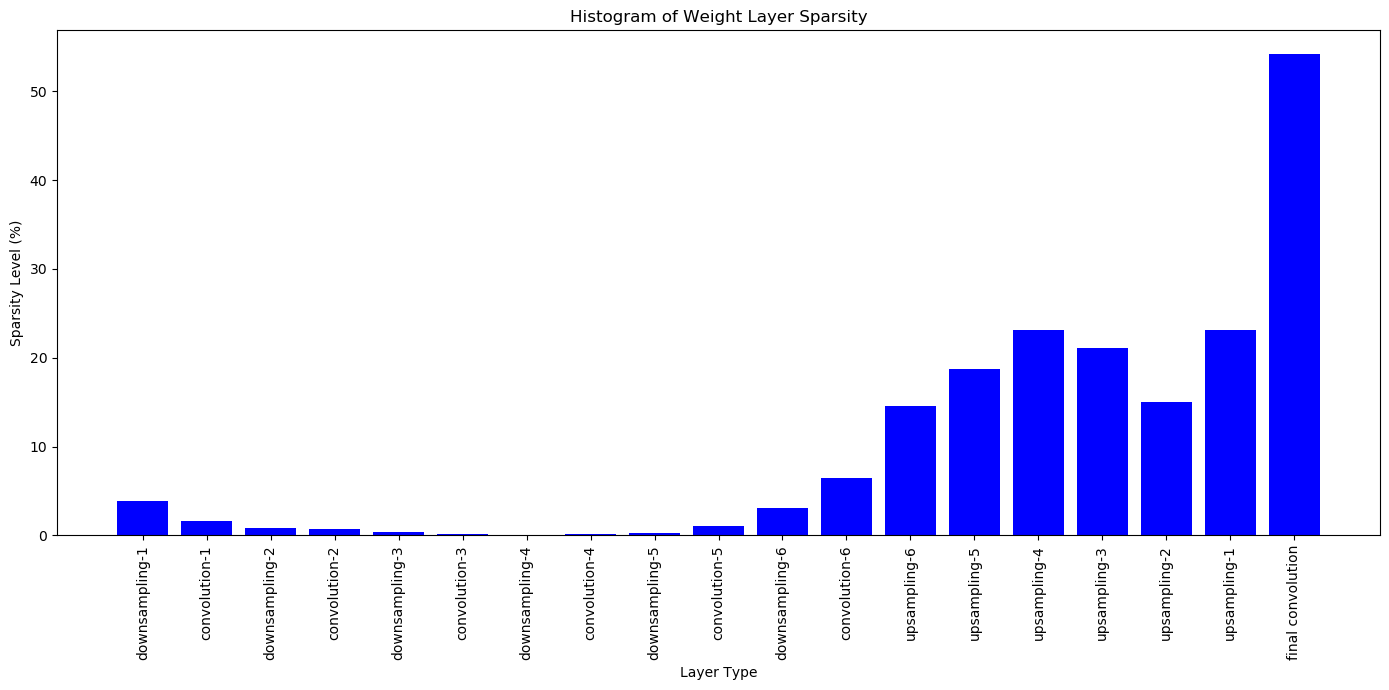 Histogram of Weight Layer Sparsity
Sparsity Level (%)
50
40
30
20
10
0
downsampling-1
convolution-1
downsampling-2
convolution-2
downsampling-3
convolution-3
downsampling-4
convolution-4
downsampling-5
convolution-5
downsampling-6
convolution-6
upsampling-6
upsampling-5
upsampling-4
upsampling-3
upsampling-2
upsampling-1
final convolution
Layer Type